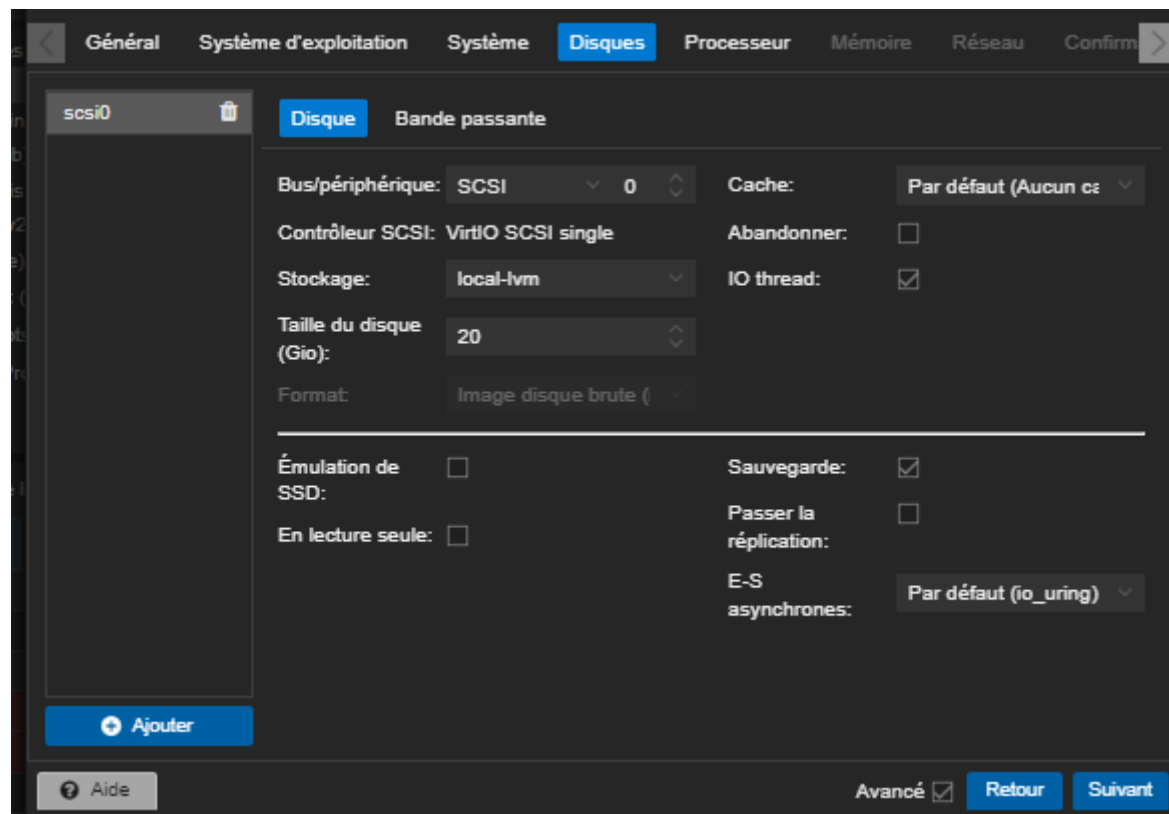 Général Système d'exploitation Système Disques Processeur Mémoire Réseau Confirm
scsi0
Disque Bande passante
Bus/périphérique: SCSI 0 Cache: Par défaut (Aucun ca
Contrôleur SCSI: VirtIO SCSI single Abandonner:
Stockage: local-lvm IO thread:
Taille du disque
(Gio): 20
Format: Image disque brute (
Émulation de
SSD:
Sauvegarde:
En lecture seule:
Passer la
réplication:
E-S
asynchrones: Par défaut (io_uring)
Ajouter
Aide Avancé Retour Suivant